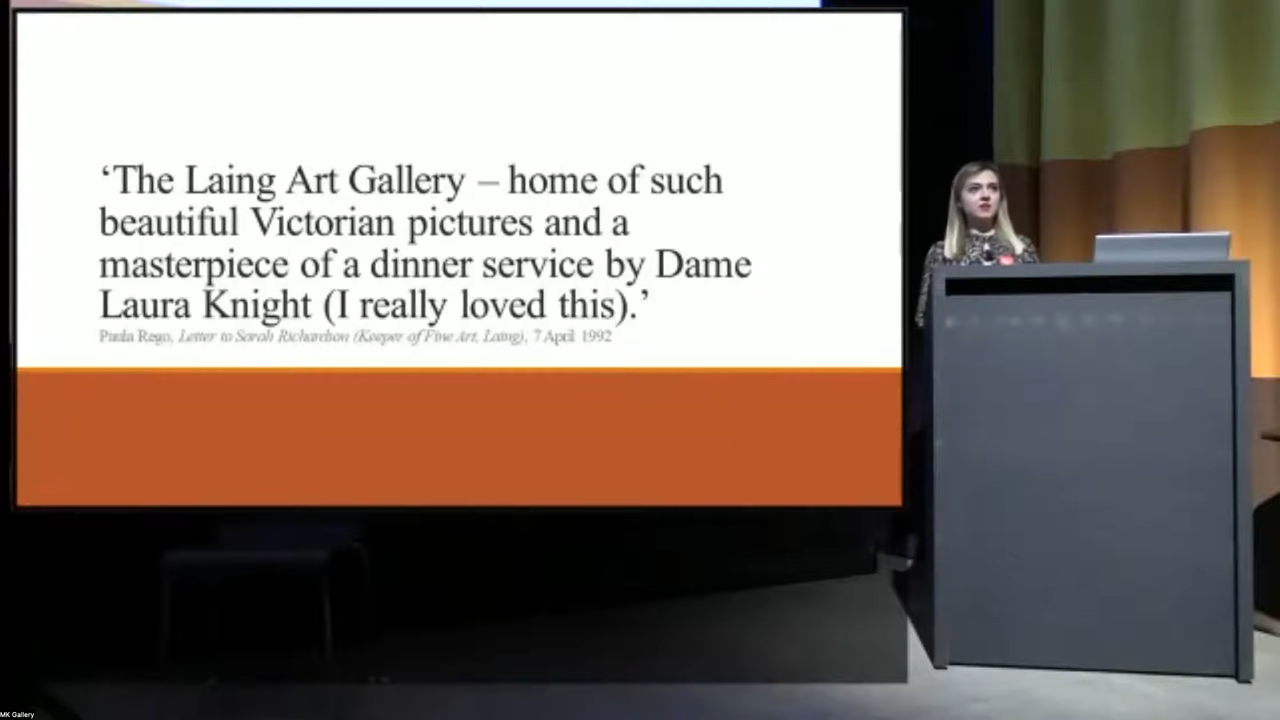 ‘The Laing Art Gallery – home of such
beautiful Victorian pictures and a
masterpiece of a dinner service by Dame
Laura Knight (I really loved this).’
Paula Rego, Letter to Sarah Richardson (Keeper of Fine Art, Laing), 7 April 1992
MK Gallery